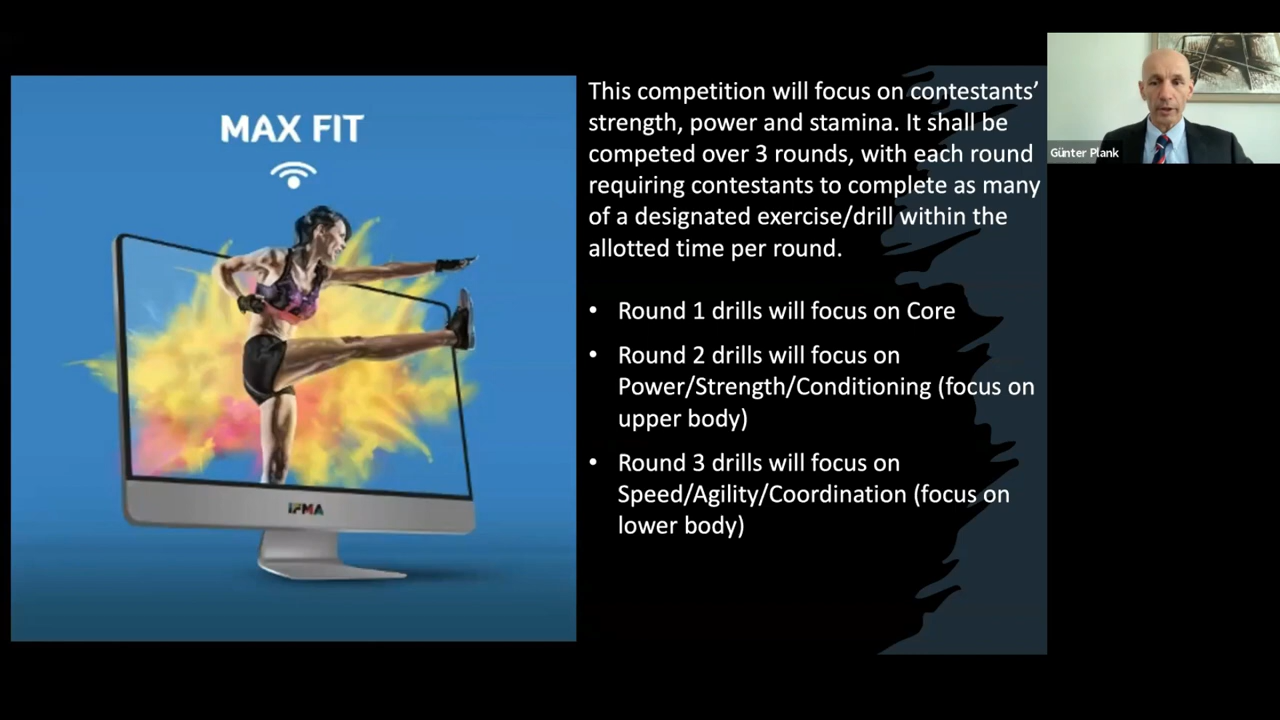 MAX FIT
IFMA
This competition will focus on contestants’
strength, power and stamina. It shall be
competed over 3 rounds, with each round
requiring contestants to complete as many
of a designated exercise/drill within the
allotted time per round.
• Round 1 drills will focus on Core
• Round 2 drills will focus on
Power/Strength/Conditioning (focus on
upper body)
• Round 3 drills will focus on
Speed/Agility/Coordination (focus on
lower body)
Günter Plank